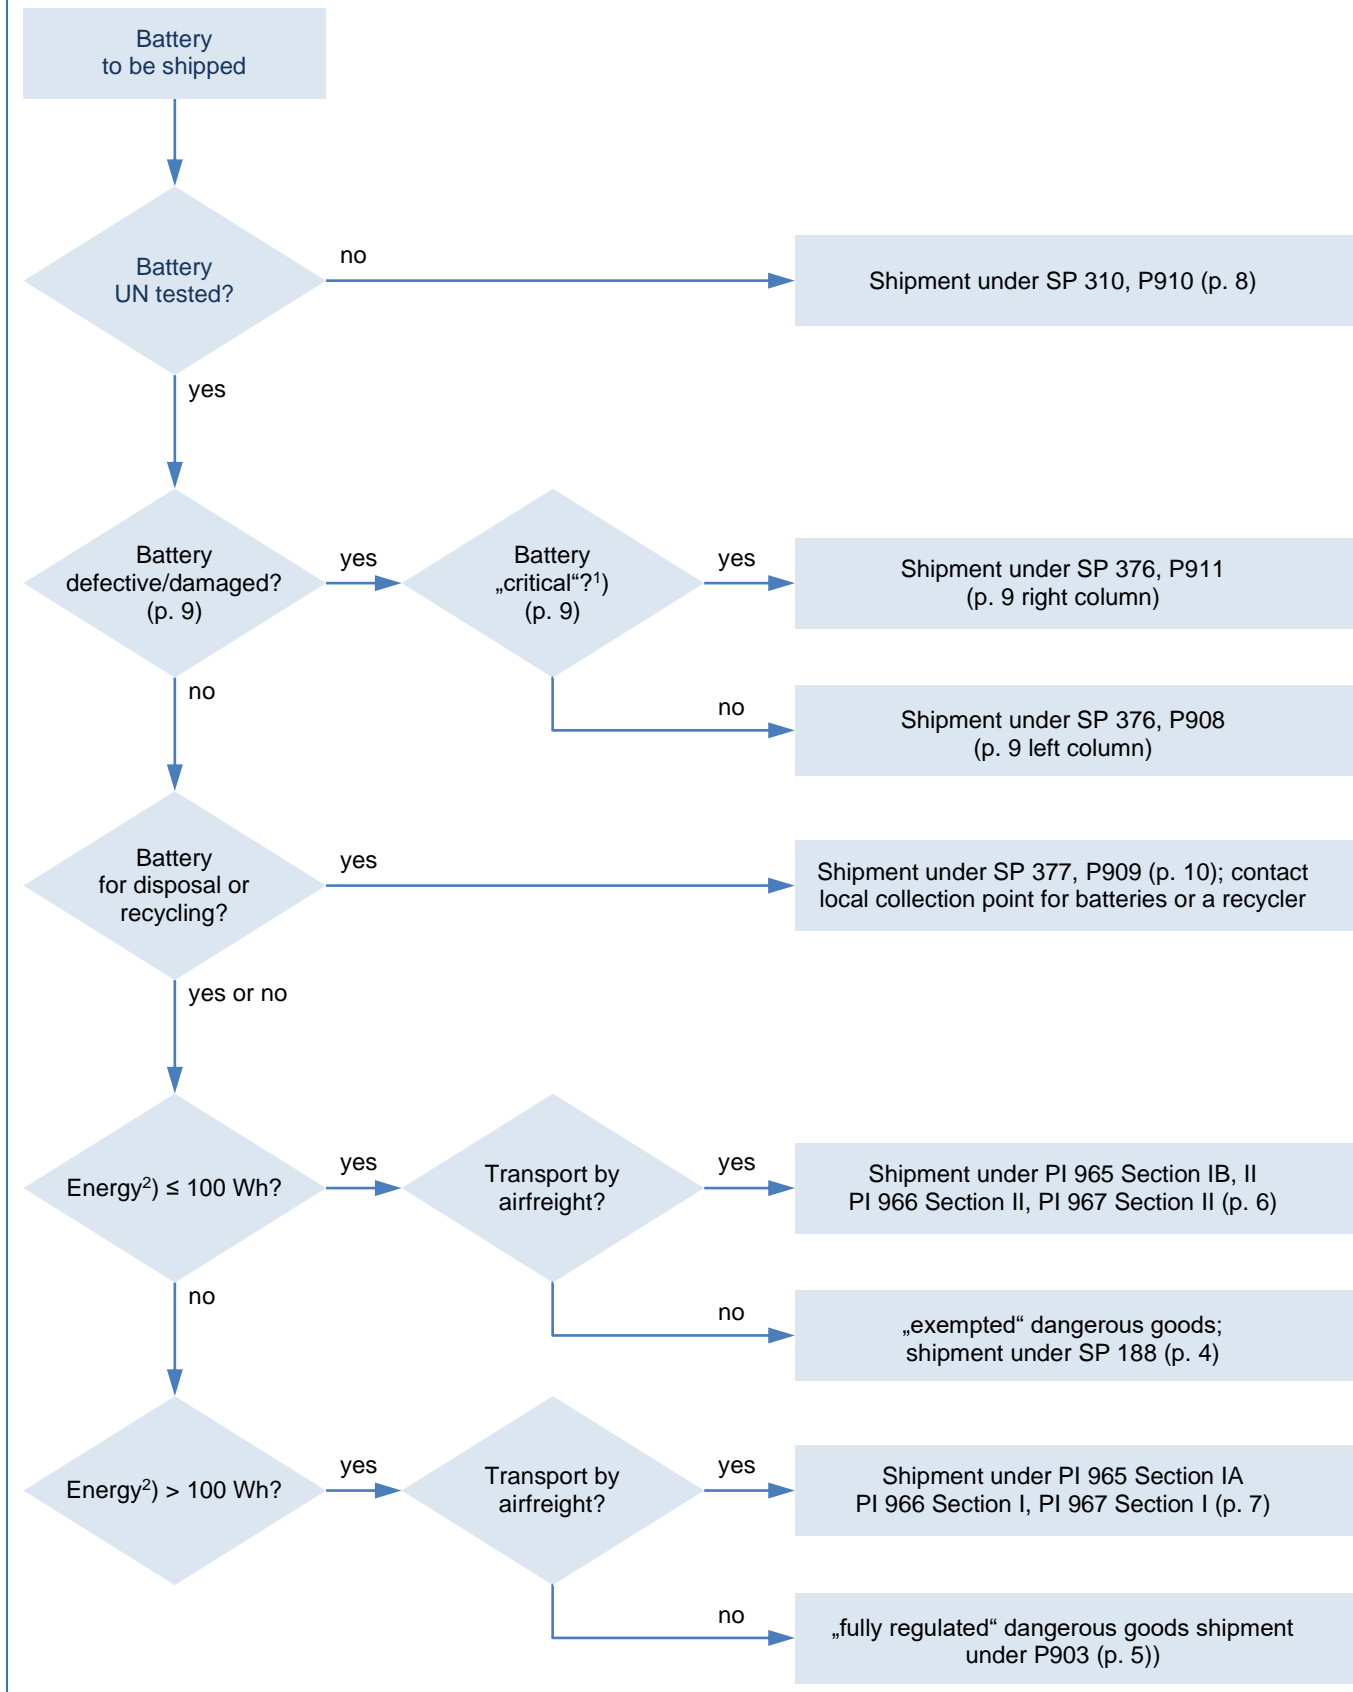 Battery
to be shipped
Battery
UN tested?
no
Shipment under SP 310, P910 (p. 8)
yes
Battery
defective/damaged?
(p. 9)
yes
Battery
„critical“?¹)
(p. 9)
yes
Shipment under SP 376, P911
(p. 9 right column)
no
no
Shipment under SP 376, P908
(p. 9 left column)
Battery
for disposal or
recycling?
yes
Shipment under SP 377, P909 (p. 10); contact
local collection point for batteries or a recycler
yes or no
Energy²) ≤ 100 Wh?
yes
Transport by
airfreight?
yes
Shipment under PI 965 Section IB, II
PI 966 Section II, PI 967 Section II (p. 6)
no
no
„exempted“ dangerous goods;
shipment under SP 188 (p. 4)
Energy²) > 100 Wh?
yes
Transport by
airfreight?
yes
Shipment under PI 965 Section IA
PI 966 Section I, PI 967 Section I (p. 7)
no
„fully regulated“ dangerous goods shipment
under P903 (p. 5))